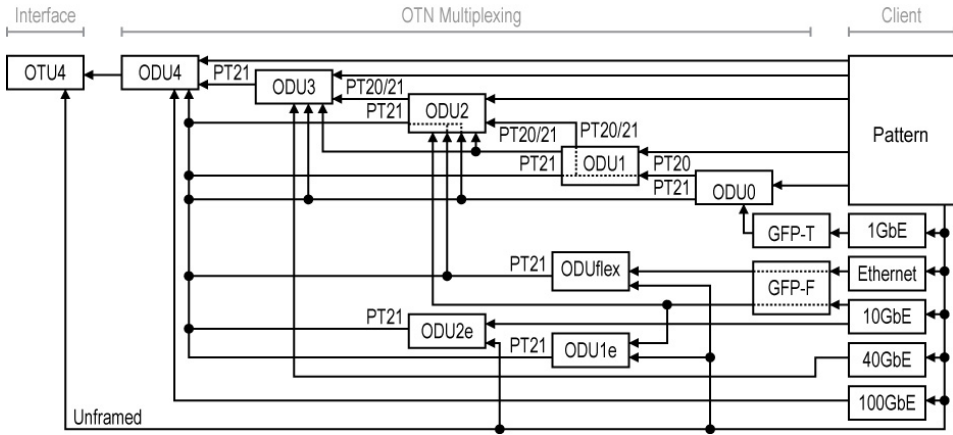 Interface OTN Multiplexing Client
OTU4 ODU4 PT21 ODU3 PT20/21
PT21 ODU2
PT20/21 PT20/21
Pattern
PT21 ODU1 PT20
PT21 ODU0
GFP-T 1GbE
PT21 ODUflex GFP-F Ethernet
PT21 ODU2e 10GbE
PT21 ODU1e 40GbE
100GbE
Unframed